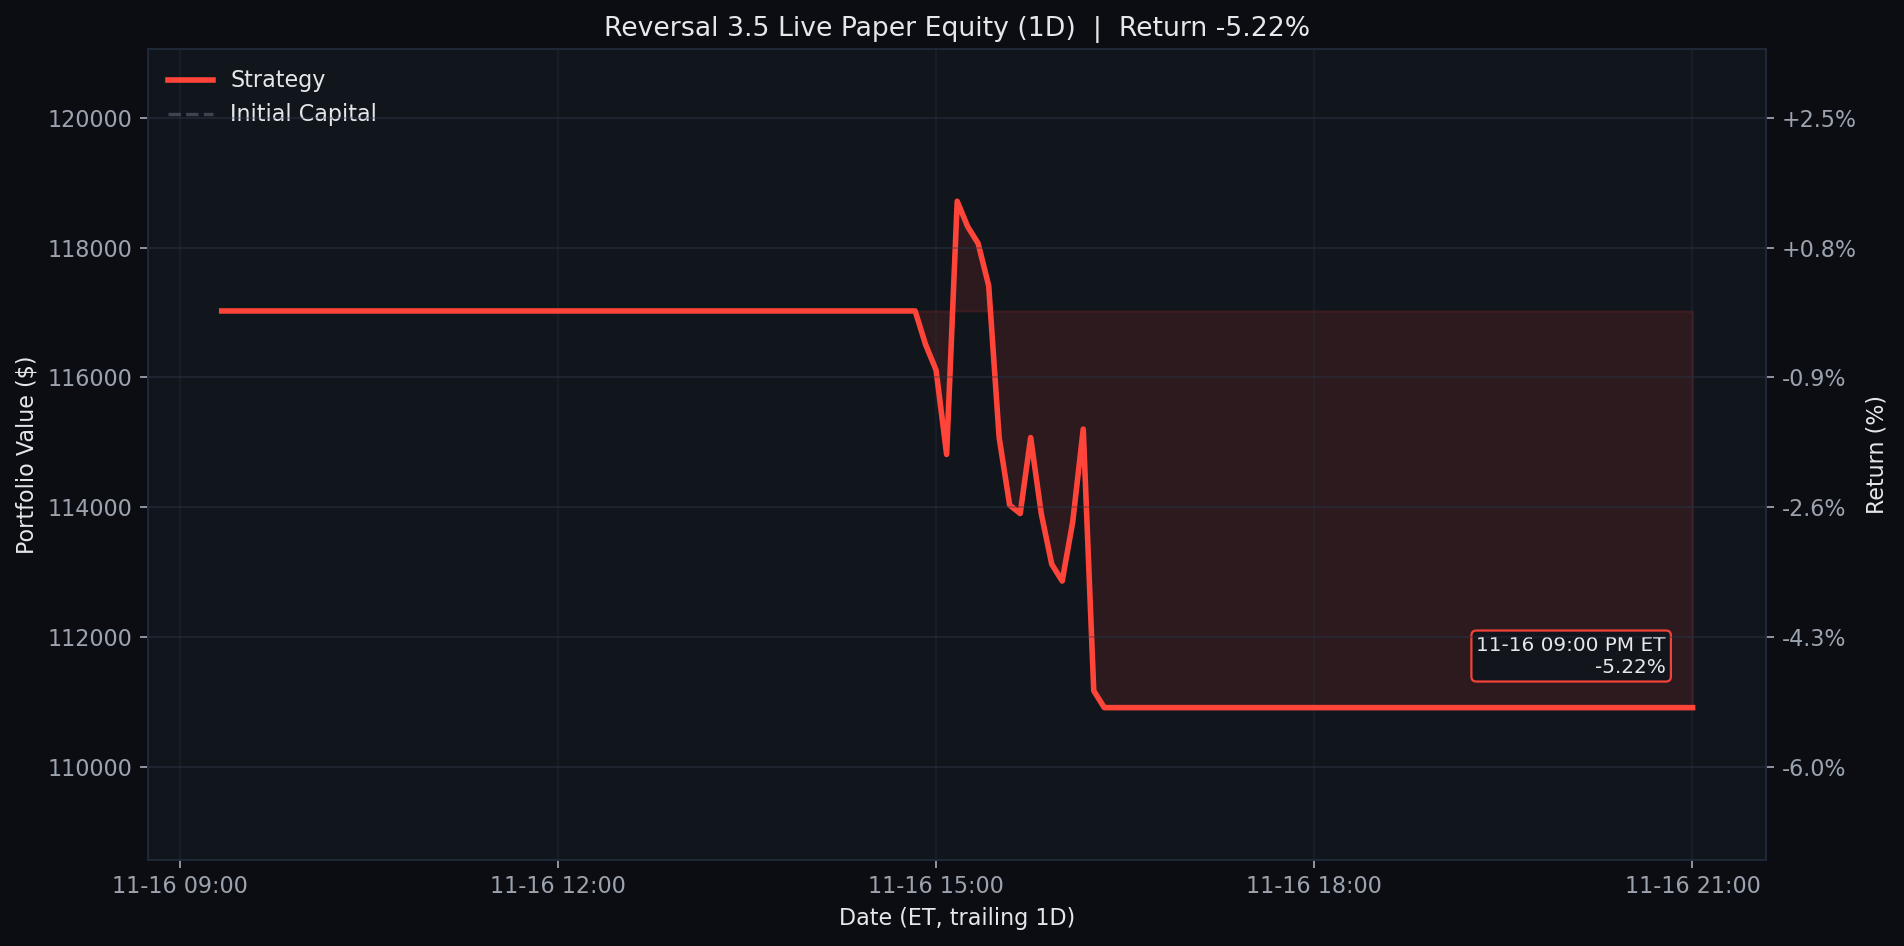 Reversal 3.5 Live Paper Equity (1D)  |  Return -5.22%
Strategy
Initial Capital
Portfolio Value ($)
120000
118000
116000
114000
112000
110000
+2.5%
+0.8%
-0.9%
-2.6%
-4.3%
-6.0%
Return (%)
11-16 09:00 PM ET
-5.22%
11-16 09:00
11-16 12:00
11-16 15:00
11-16 18:00
11-16 21:00
Date (ET, trailing 1D)